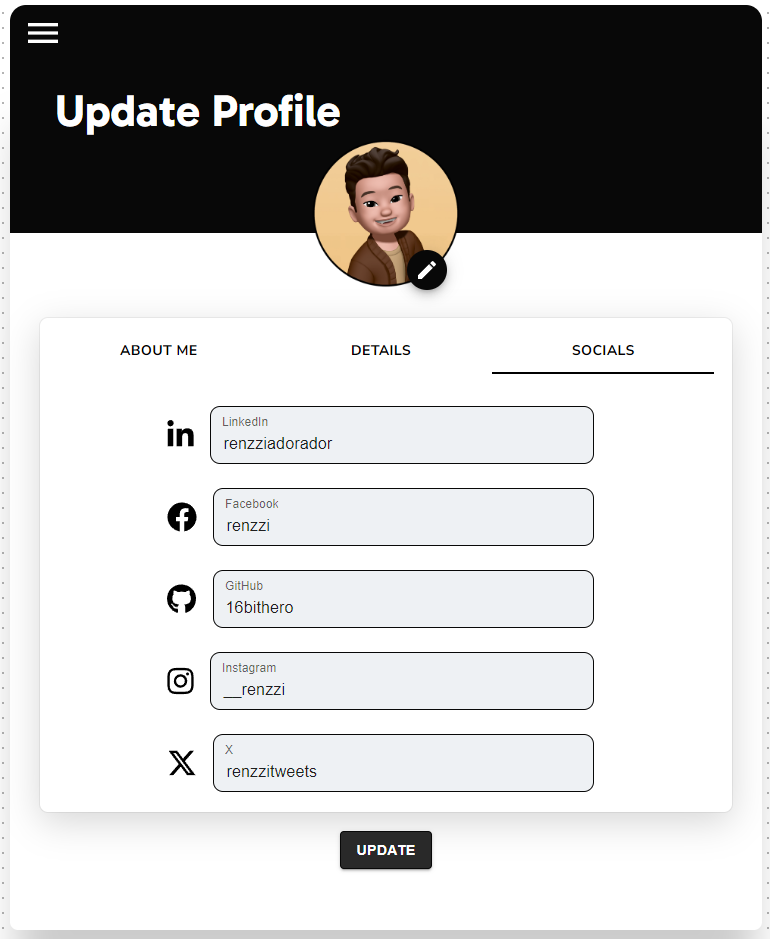 Update Profile
ABOUT ME
DETAILS
SOCIALS
LinkedIn
renzziadorador
Facebook
renzzi
GitHub
16bithero
Instagram
__renzzi
X
renzzitweets
UPDATE